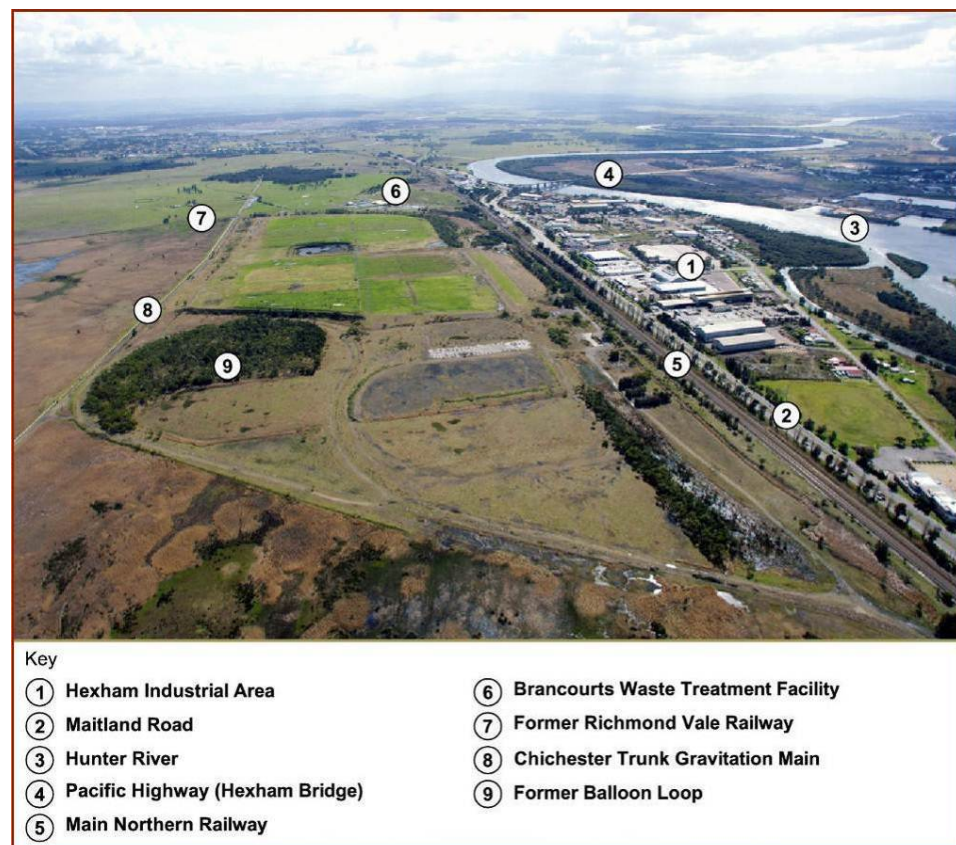 4
6
7
3
1
8
9
5
2
Key
1 Hexham Industrial Area
2 Maitland Road
3 Hunter River
4 Pacific Highway (Hexham Bridge)
5 Main Northern Railway
6 Brancourts Waste Treatment Facility
7 Former Richmond Vale Railway
8 Chichester Trunk Gravitation Main
9 Former Balloon Loop